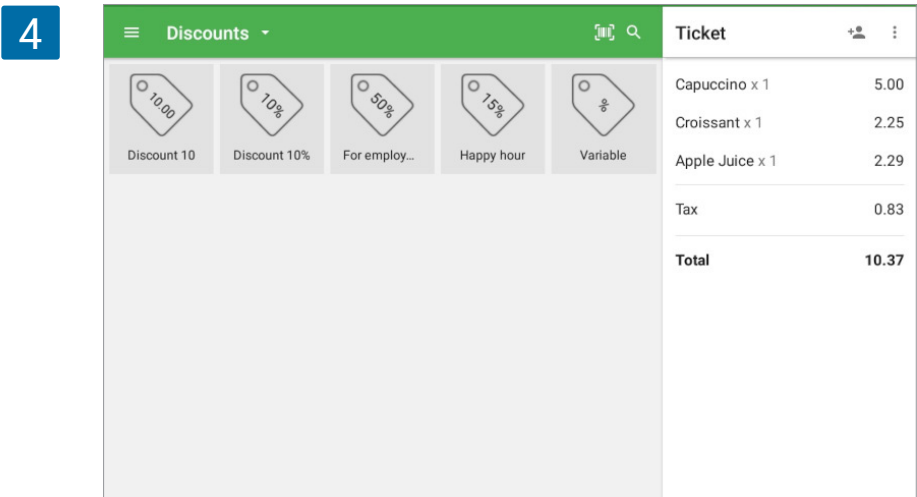 4
Discounts
10.00
Discount 10
10%
Discount 10%
50%
For employ...
15%
Happy hour
%
Variable
Ticket
Capuccino x 1 5.00
Croissant x 1 2.25
Apple Juice x 1 2.29
Tax 0.83
Total 10.37